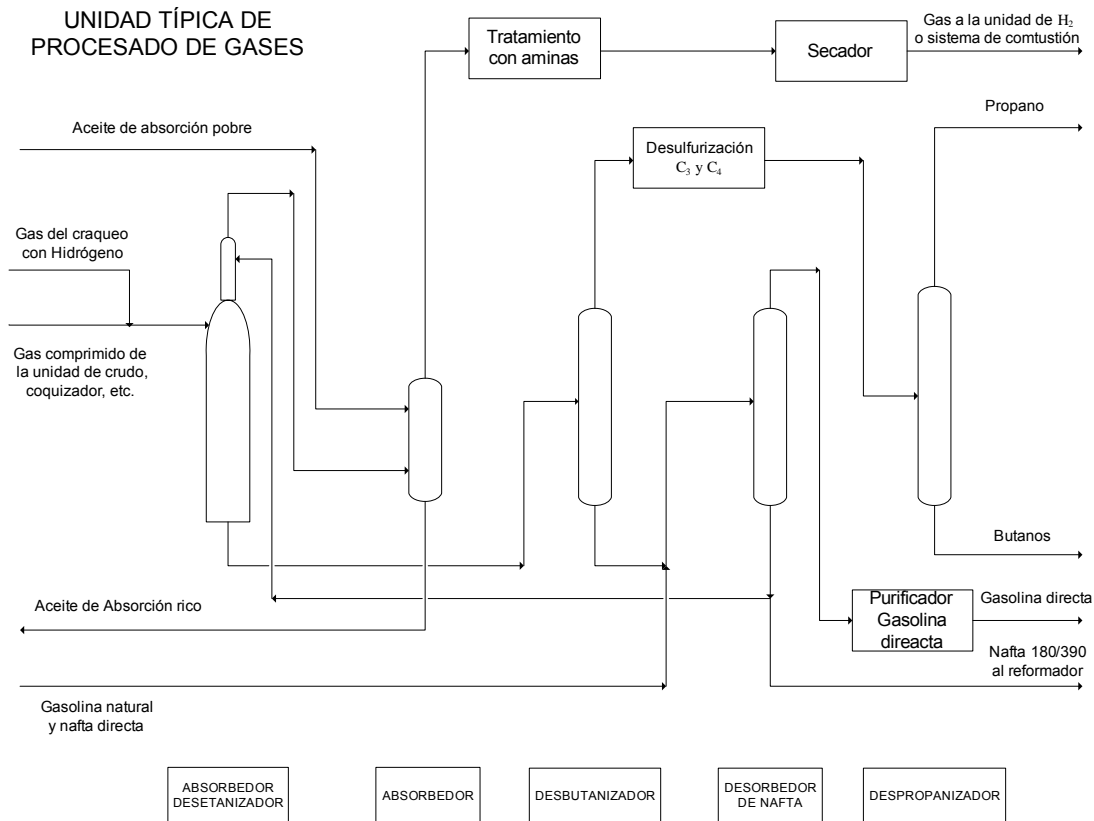 UNIDAD TÍPICA DE
PROCESADO DE GASES
Tratamiento
con aminas
Secador
Gas a la unidad de H₂
o sistema de comtustión
Aceite de absorción pobre
Desulfurización
C₃ y C₄
Propano
Gas del craqueo
con Hidrógeno
Gas comprimido de
la unidad de crudo,
coquizador, etc.
Butanos
Aceite de Absorción rico
Purificador
Gasolina
direacta
Gasolina directa
Nafta 180/390
al reformador
Gasolina natural
y nafta directa
ABSORBEDOR
DESETANIZADOR
ABSORBEDOR
DESBUTANIZADOR
DESORBEDOR
DE NAFTA
DESPROPANIZADOR